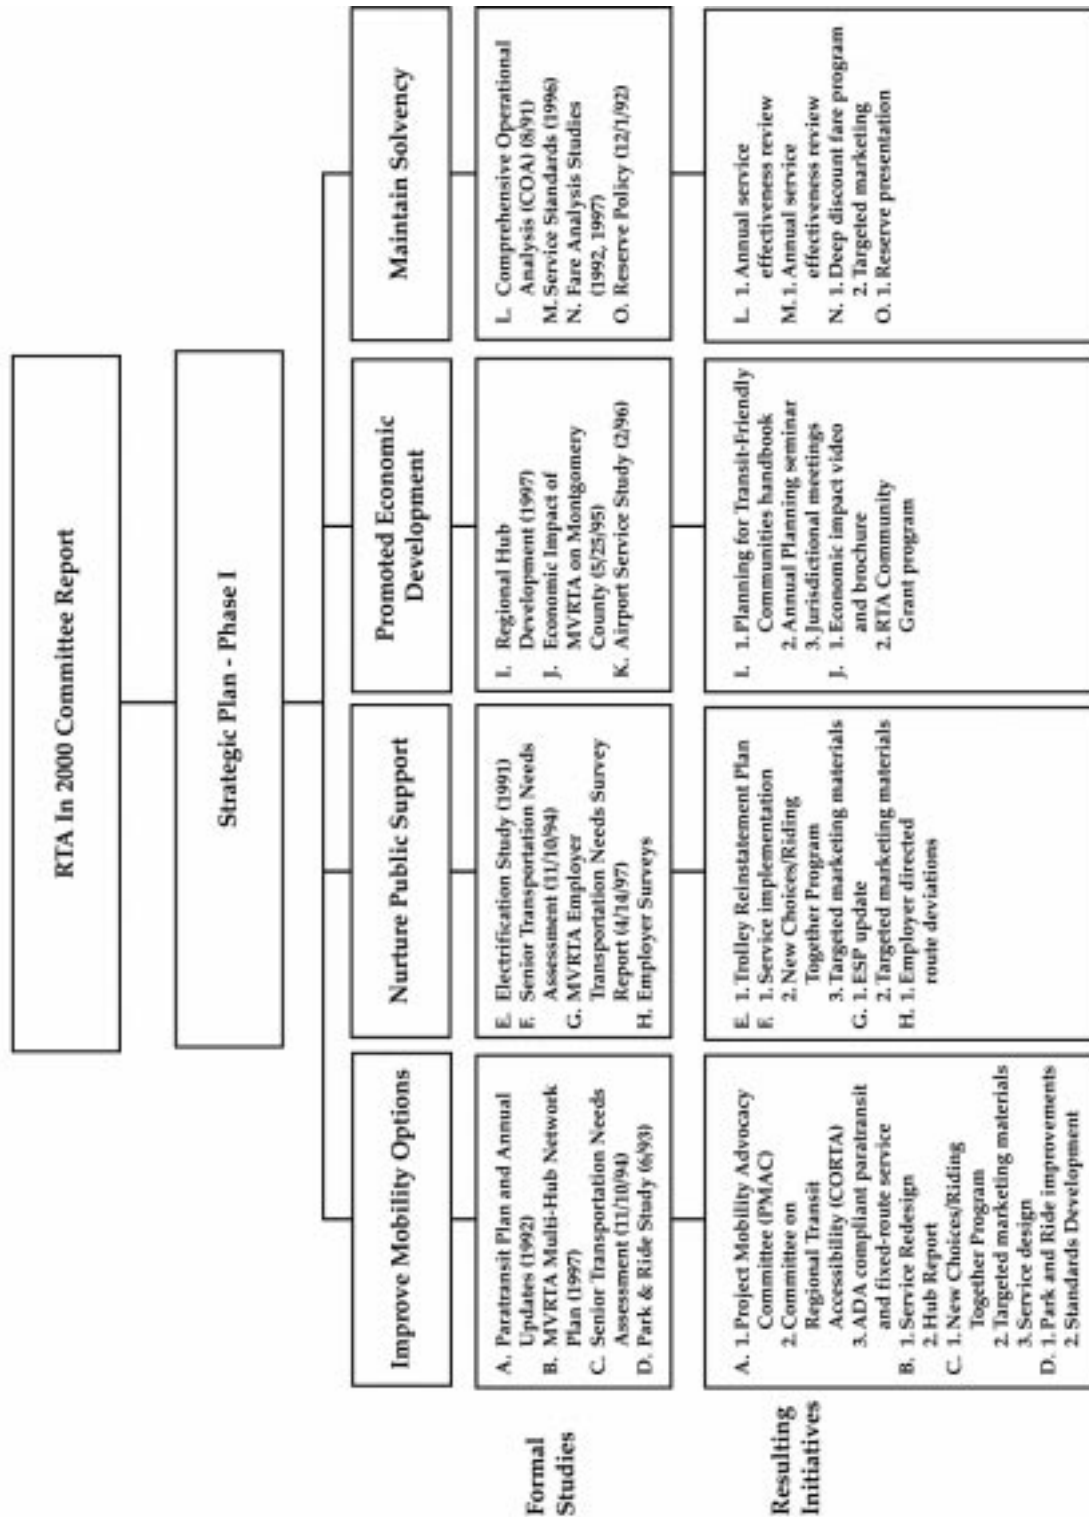 RTA In 2000 Committee Report
Strategic Plan - Phase I
Improve Mobility Options
Nurture Public Support
Promoted Economic
Development
Maintain Solvency
Formal
Studies
A. Paratransit Plan and Annual
Updates (1992)
B. MVRTA Multi-Hub Network
Plan (1997)
C. Senior Transportation Needs
Assessment (11/10/94)
D. Park & Ride Study (6/93)
E. Electrification Study (1991)
F. Senior Transportation Needs
Assessment (11/10/94)
G. MVRTA Employer
Transportation Needs Survey
Report (4/14/97)
H. Employer Surveys
I. Regional Hub
Development (1997)
J. Economic Impact of
MVRTA on Montgomery
County (5/25/95)
K. Airport Service Study (2/96)
L. Comprehensive Operational
Analysis (COA) (8/91)
M. Service Standards (1996)
N. Fare Analysis Studies
(1992, 1997)
O. Reserve Policy (12/1/92)
Resulting
Initiatives
A. 1. Project Mobility Advocacy
Committee (PMAC)
2. Committee on
Regional Transit
Accessibility (CORTA)
3. ADA compliant paratransit
and fixed-route service
B. 1. Service Redesign
2. Hub Report
C. 1. New Choices/Riding
Together Program
2. Targeted marketing materials
3. Service design
D. 1. Park and Ride improvements
2. Standards Development
E. 1. Trolley Reinstatement Plan
F. 1. Service implementation
2. New Choices/Riding
Together Program
3. Targeted marketing materials
G. 1. ESP update
2. Targeted marketing materials
H. 1. Employer directed
route deviations
I. 1. Planning for Transit-Friendly
Communities handbook
2. Annual Planning seminar
3. Jurisdictional meetings
J. 1. Economic impact video
and brochure
2. RTA Community
Grant program
L. 1. Annual service
effectiveness review
M. 1. Annual service
effectiveness review
N. 1. Deep discount fare program
2. Targeted marketing
O. 1. Reserve presentation